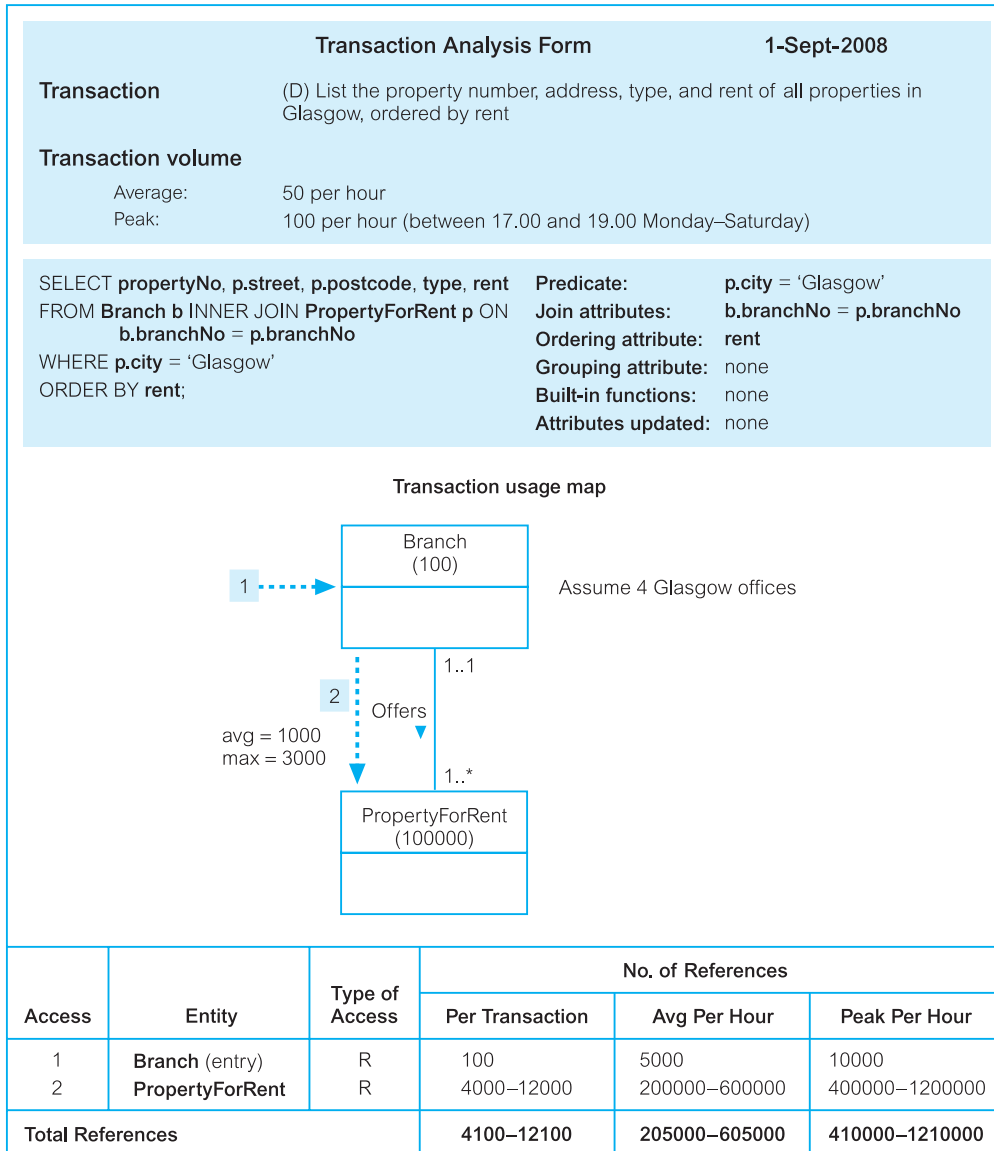 Transaction Analysis Form 1-Sept-2008
Transaction (D) List the property number, address, type, and rent of all properties in
Glasgow, ordered by rent
Transaction volume
Average: 50 per hour
Peak: 100 per hour (between 17.00 and 19.00 Monday–Saturday)
SELECT propertyNo, p.street, p.postcode, type, rent
FROM Branch b INNER JOIN PropertyForRent p ON
b.branchNo = p.branchNo
WHERE p.city = ‘Glasgow’
ORDER BY rent;
Predicate: p.city = ‘Glasgow’
Join attributes: b.branchNo = p.branchNo
Ordering attribute: rent
Grouping attribute: none
Built-in functions: none
Attributes updated: none
Transaction usage map
Branch
(100)
1
Assume 4 Glasgow offices
1..1
2
Offers
avg = 1000
max = 3000
1..*
PropertyForRent
(100000)
No. of References
Access Entity Type of
Access Per Transaction Avg Per Hour Peak Per Hour
1 Branch (entry) R 100 5000 10000
2 PropertyForRent R 4000–12000 200000–600000 400000–1200000
Total References 4100–12100 205000–605000 410000–1210000